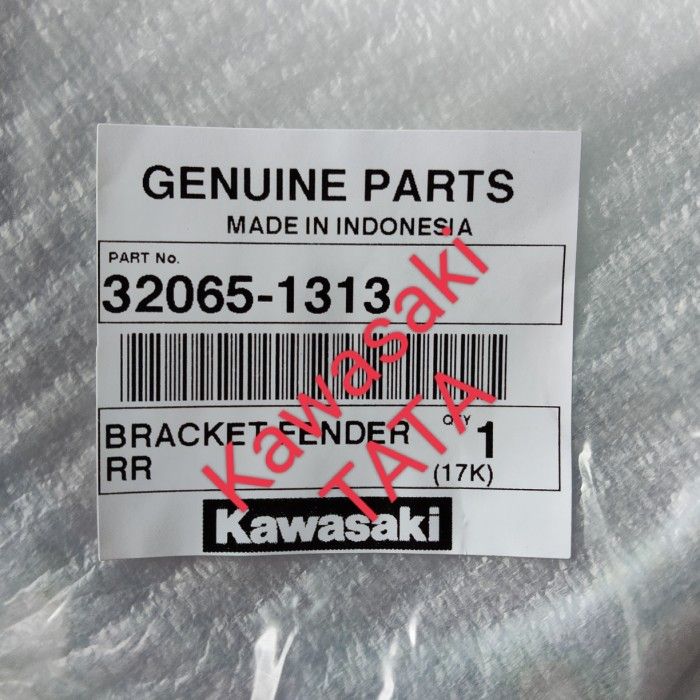 GENUINE PARTS
MADE IN INDONESIA
PART No.
32065-1313
BRACKET-FENDER
RR
QTY 1
(17K)
Kawasaki
Kawasaki
TATA